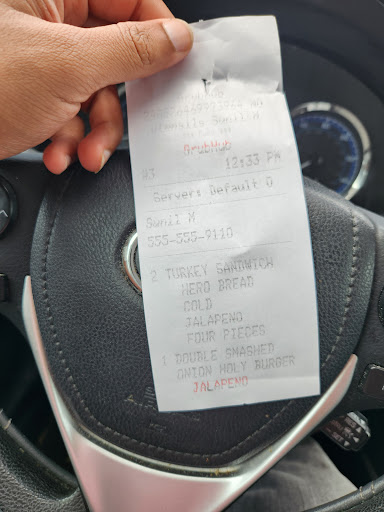 GrubHub
#3 12:33 PM
Server: Default O
Sunil M
555-555-9110
2 TURKEY SANDWICH
HERO BREAD
COLD
JALAPENO
FOUR PIECES
1 DOUBLE SMASHED
ONION HOLY BURGER
JALAPENO